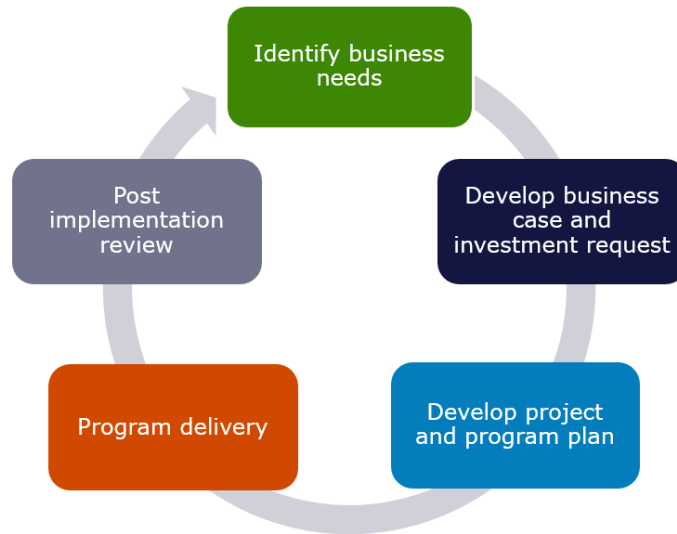 Identify business
needs
Develop business
case and
investment request
Develop project
and program plan
Program delivery
Post
implementation
review